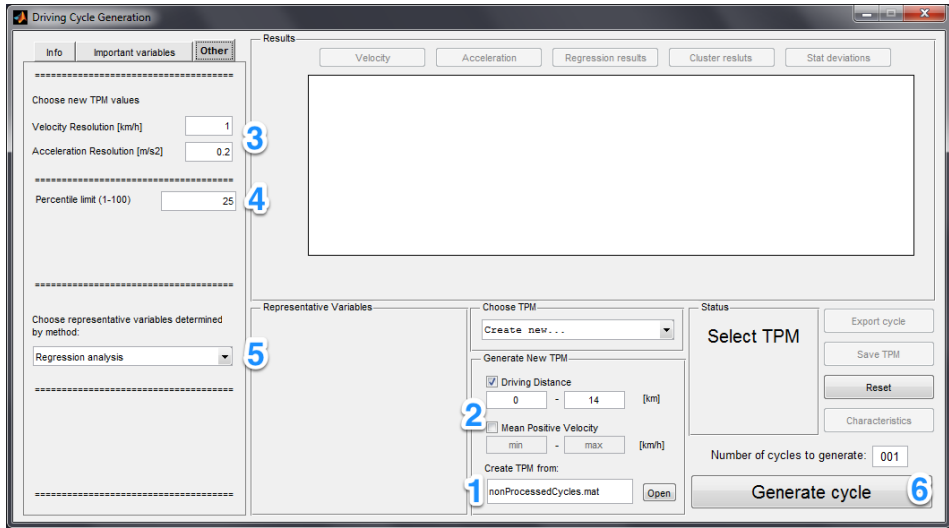 Driving Cycle Generation
Info Important variables Other
======================================
Choose new TPM values
Velocity Resolution [km/h] 1
3
Acceleration Resolution [m/s2] 0.2
======================================
Percentile limit (1-100) 25
4
======================================
Choose representative variables determined
by method:
Regression analysis
5
======================================
======================================
Results
Velocity Acceleration Regression results Cluster resluts Stat deviations
Representative Variables
Choose TPM
Create new...
Generate New TPM
Driving Distance
0 - 14 [km]
2
Mean Positive Velocity
min - max [km/h]
Create TPM from:
1
nonProcessedCycles.mat Open
Status
Select TPM
Export cycle
Save TPM
Reset
Characteristics
Number of cycles to generate: 001
Generate cycle
6